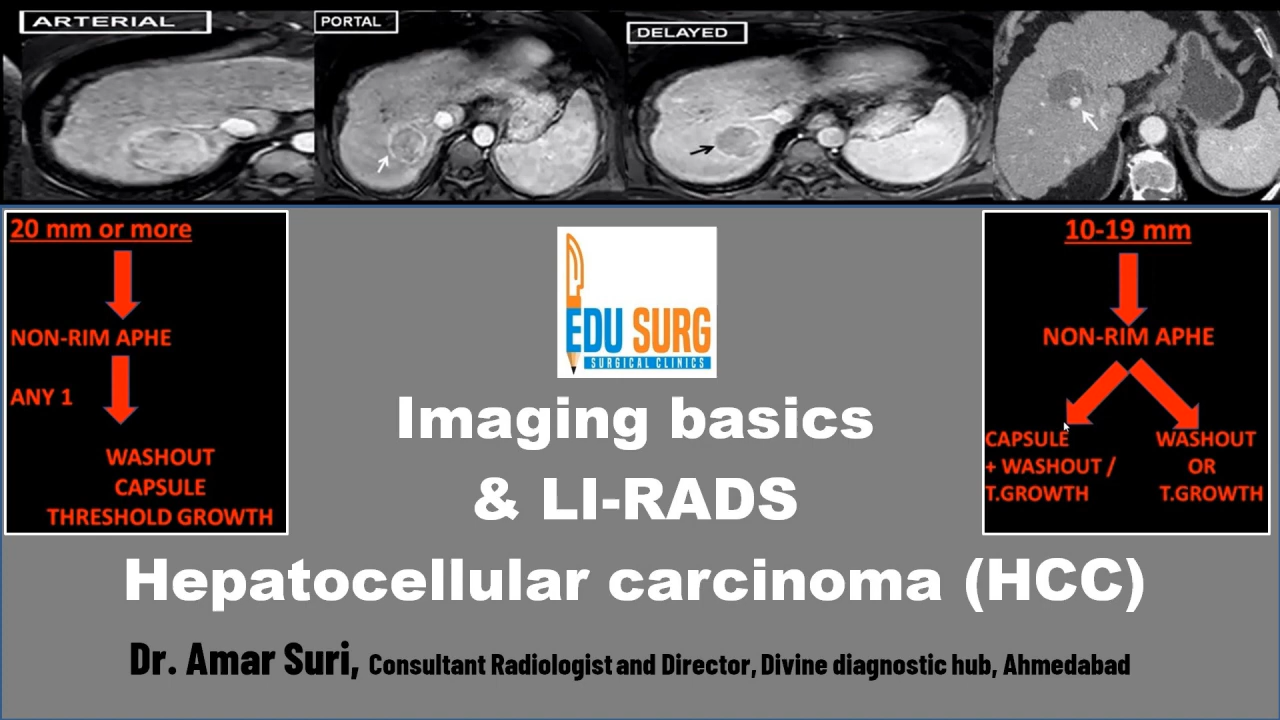 ARTERIAL
PORTAL
DELAYED
20 mm or more
NON-RIM APHE
ANY 1
WASHOUT
CAPSULE
THRESHOLD GROWTH
EDU SURG
SURGICAL CLINICS
10-19 mm
NON-RIM APHE
CAPSULE
+ WASHOUT /
T.GROWTH
WASHOUT
OR
T.GROWTH
Imaging basics
& LI-RADS
Hepatocellular carcinoma (HCC)
Dr. Amar Suri, Consultant Radiologist and Director, Divine diagnostic hub, Ahmedabad